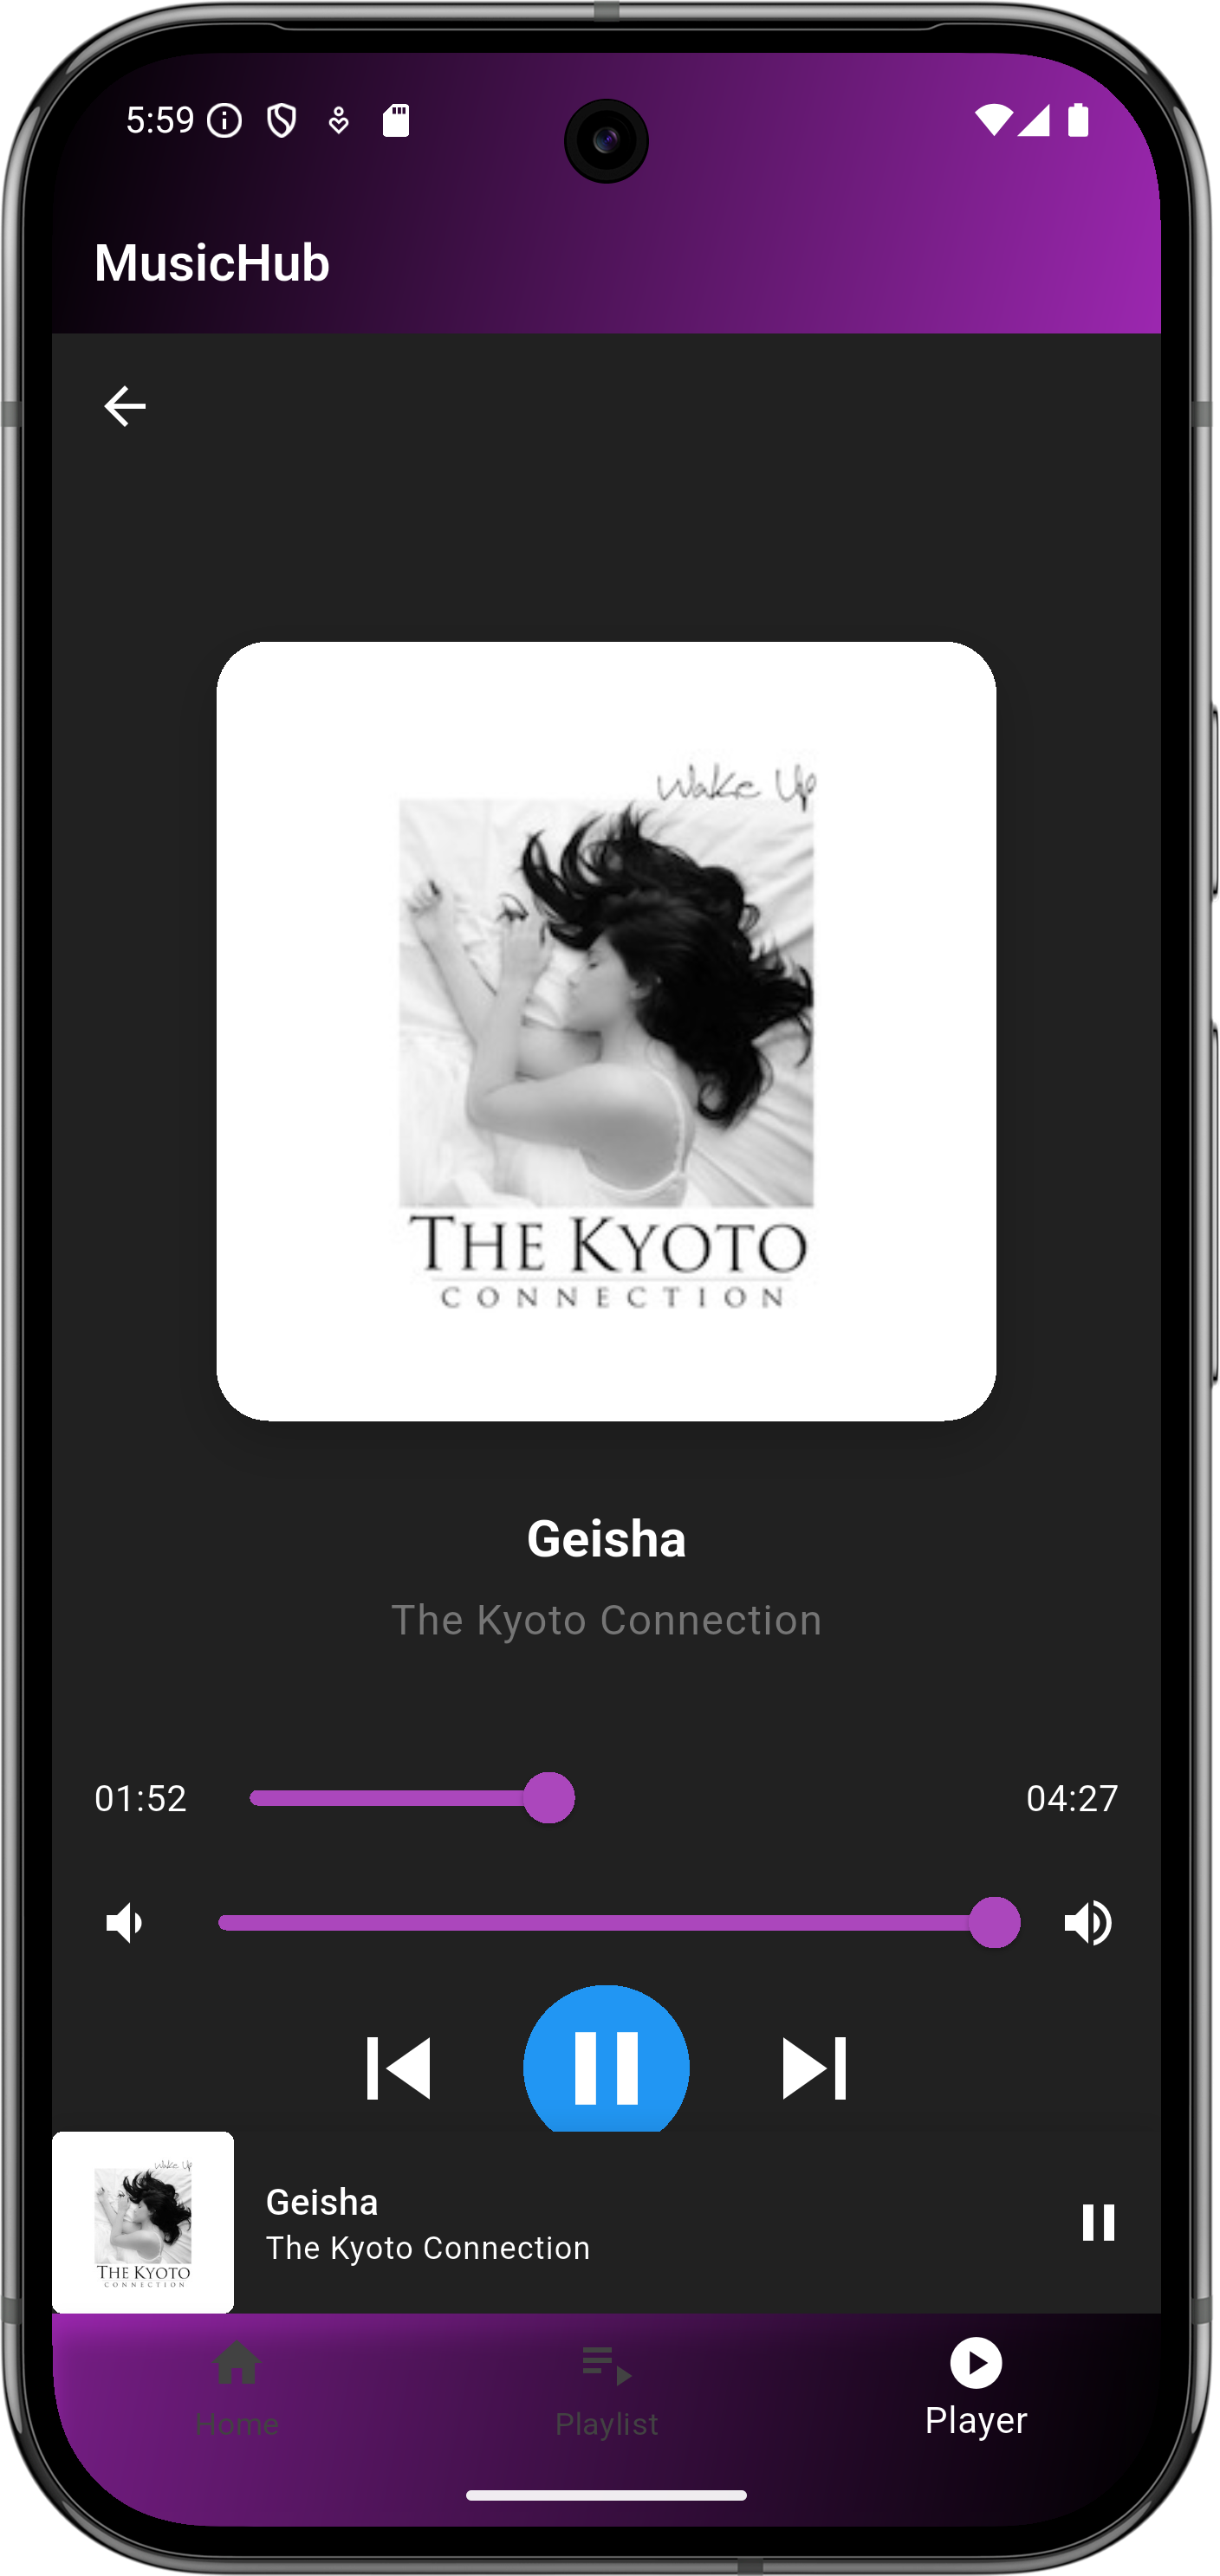 5:59
MusicHub
Wake Up
THE KYOTO
CONNECTION
Geisha
The Kyoto Connection
01:52
04:27
Wake Up
THE KYOTO
CONNECTION
Geisha
The Kyoto Connection
Home
Playlist
Player